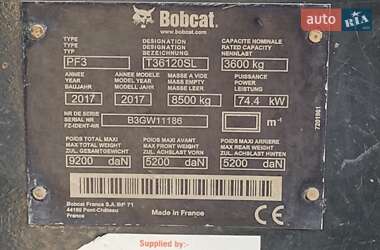 auto RIA.com
Bobcat
www.bobcat.com
TYPE DESIGNATION CAPACITE NOMINALE
TYPE DESIGNATION RATED CAPACITY
TYP BEZEICHNUNG NENNLAST
PF3 T36120SL 3600 kg
ANNEE ANNEE MODELE MASSE A VIDE PUISSANCE
YEAR MODEL YEAR MASS EMPTY POWER
BAUJAHR MODELL JAHR MASSE LEER LEISTUNG
2017 2017 8500 kg 74.4 kW
NR DE SERIE
SERIAL NR
FZ-IDENT-NR
B3GW11186 m-1
POIDS TOTAL MAXI POIDS MAXI AVANT POIDS MAXI ARRIERE
MAX TOTAL WEIGHT MAX FRONT WEIGHT MAX REAR WEIGHT
ZUL. GESAMTGEWICHT ZUL. ACHSLAST VORN ZUL. ACHSLAST HINTEN
9200 daN 5200 daN 5200 daN
Bobcat France S.A. BP 71
44160 Pont-Château
France
Made in France
CE
Supplied by:-